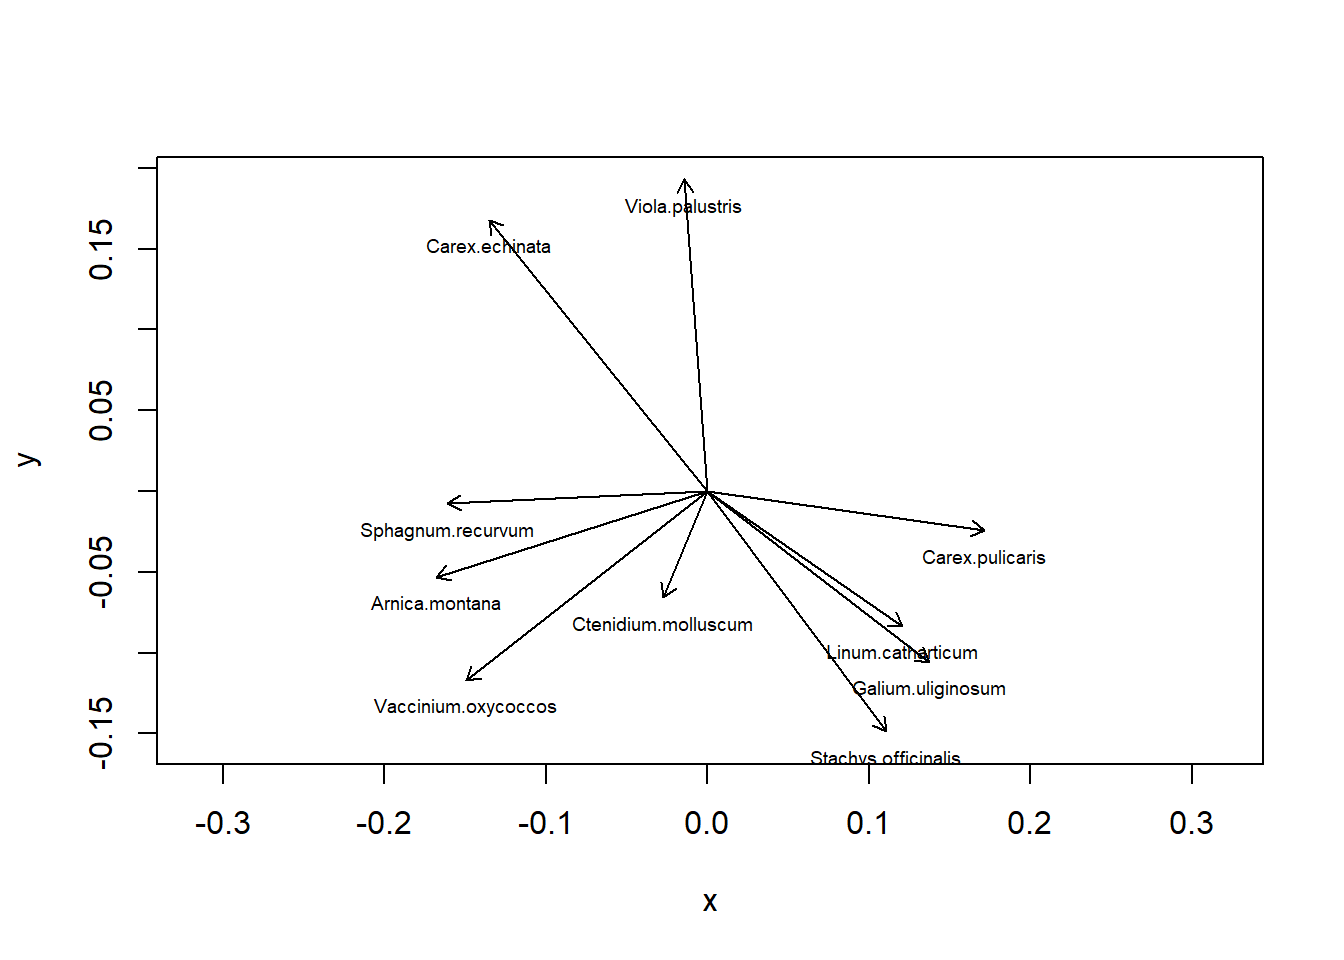 Viola.palustris
Carex.echinata
Sphagnum.recurvum
Carex.pulicaris
Arnica.montana
Ctenidium.molluscum
Linum.catharticum
Galium.uliginosum
Vaccinium.oxycoccos
Stachys.officinalis
0.15
0.05
-0.05
-0.15
y
-0.3 -0.2 -0.1 0.0 0.1 0.2 0.3
x